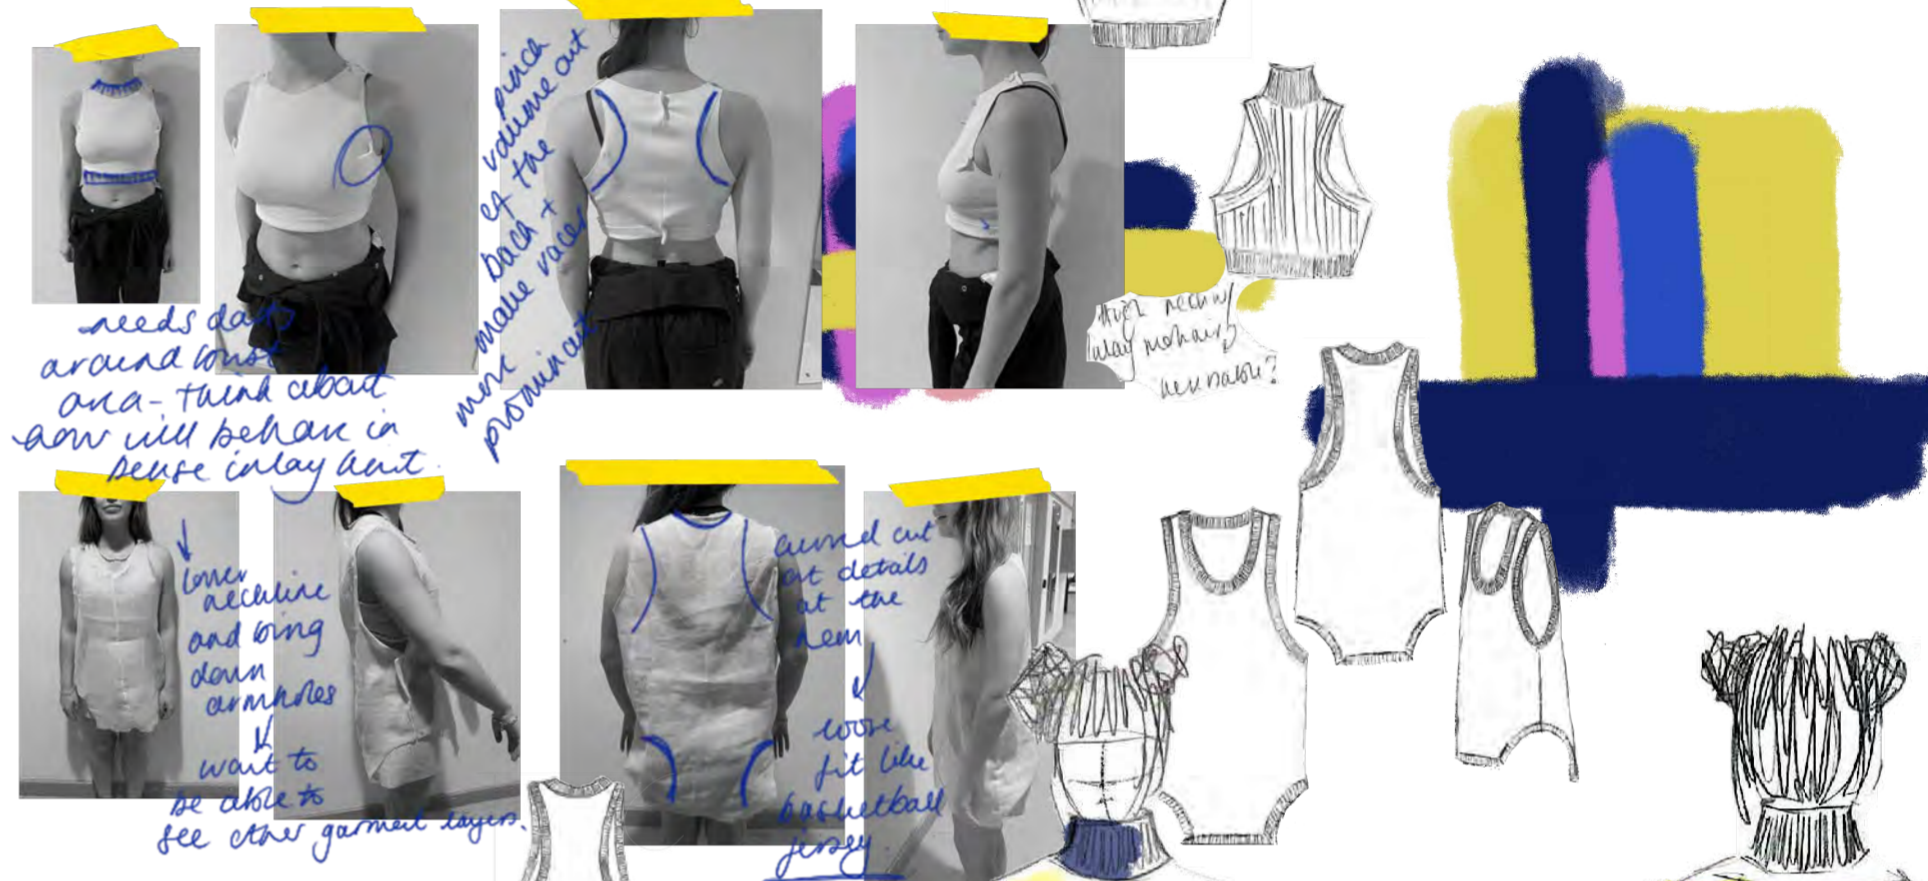 needs darts
around bust
area - think about
how will behave in
dense inlay knit.
pinch
volume out
of the
back +
make racer
more
prominent
High neck w/
inlay mohair?
lower
neckline
and bring
down
armholes
want to
be able to
see other garment layers.
curved cut
out details
at the
hem
loose
fit like
basketball
jersey.